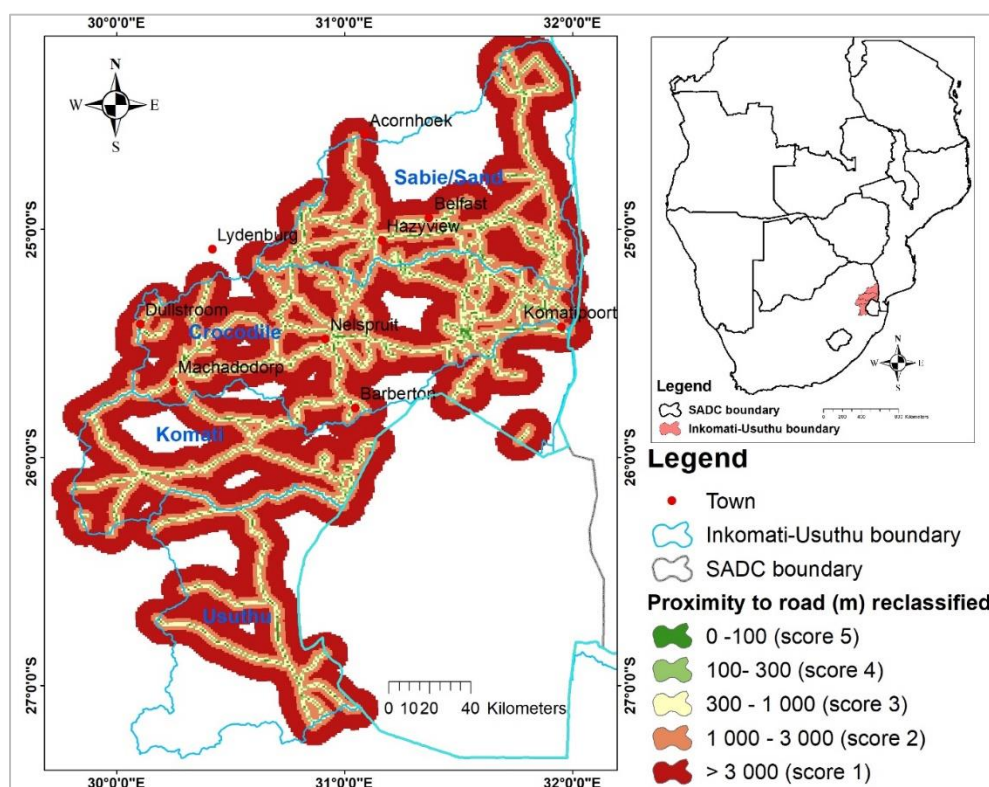 30°0'0"E 31°0'0"E 32°0'0"E
N
W E
S
Acornhoek
Sabie/Sand
Belfast
Hazyview
Lydenburg
Dullstroom
Crocodile
Nelspruit
Komatipoort
Machadodorp
Barberton
Komati
Usuthu
25°0'0"S
26°0'0"S
27°0'0"S
25°0'0"S
26°0'0"S
27°0'0"S
0 10 20 40 Kilometers
30°0'0"E 31°0'0"E 32°0'0"E
N
W E
S
Legend
SADC boundary
Inkomati-Usuthu boundary
Kilometers
Legend
Town
Inkomati-Usuthu boundary
SADC boundary
Proximity to road (m) reclassified
0 -100 (score 5)
100- 300 (score 4)
300 - 1 000 (score 3)
1 000 - 3 000 (score 2)
> 3 000 (score 1)